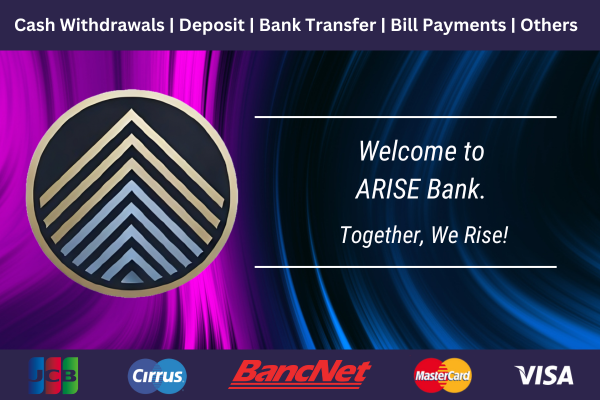 Cash Withdrawals | Deposit | Bank Transfer | Bill Payments | Others
Welcome to
ARISE Bank.
Together, We Rise!
JCB Cirrus BancNet MasterCard VISA